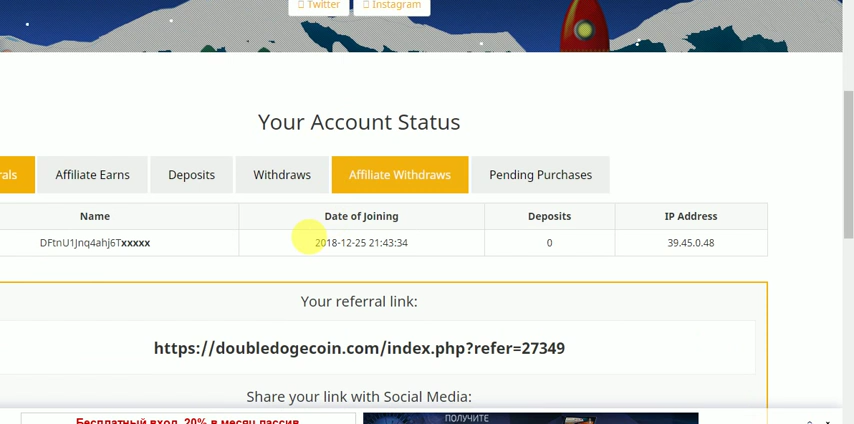 Twitter Instagram
Your Account Status
rals Affiliate Earns Deposits Withdraws Affiliate Withdraws Pending Purchases
Name Date of Joining Deposits IP Address
DFtnU1Jnq4ahj6Txxxxx 2018-12-25 21:43:34 0 39.45.0.48
Your referral link:
https://doubledogecoin.com/index.php?refer=27349
Share your link with Social Media:
Бесплатный вход, 20% в месяц пассив
ПОЛУЧИТЕ